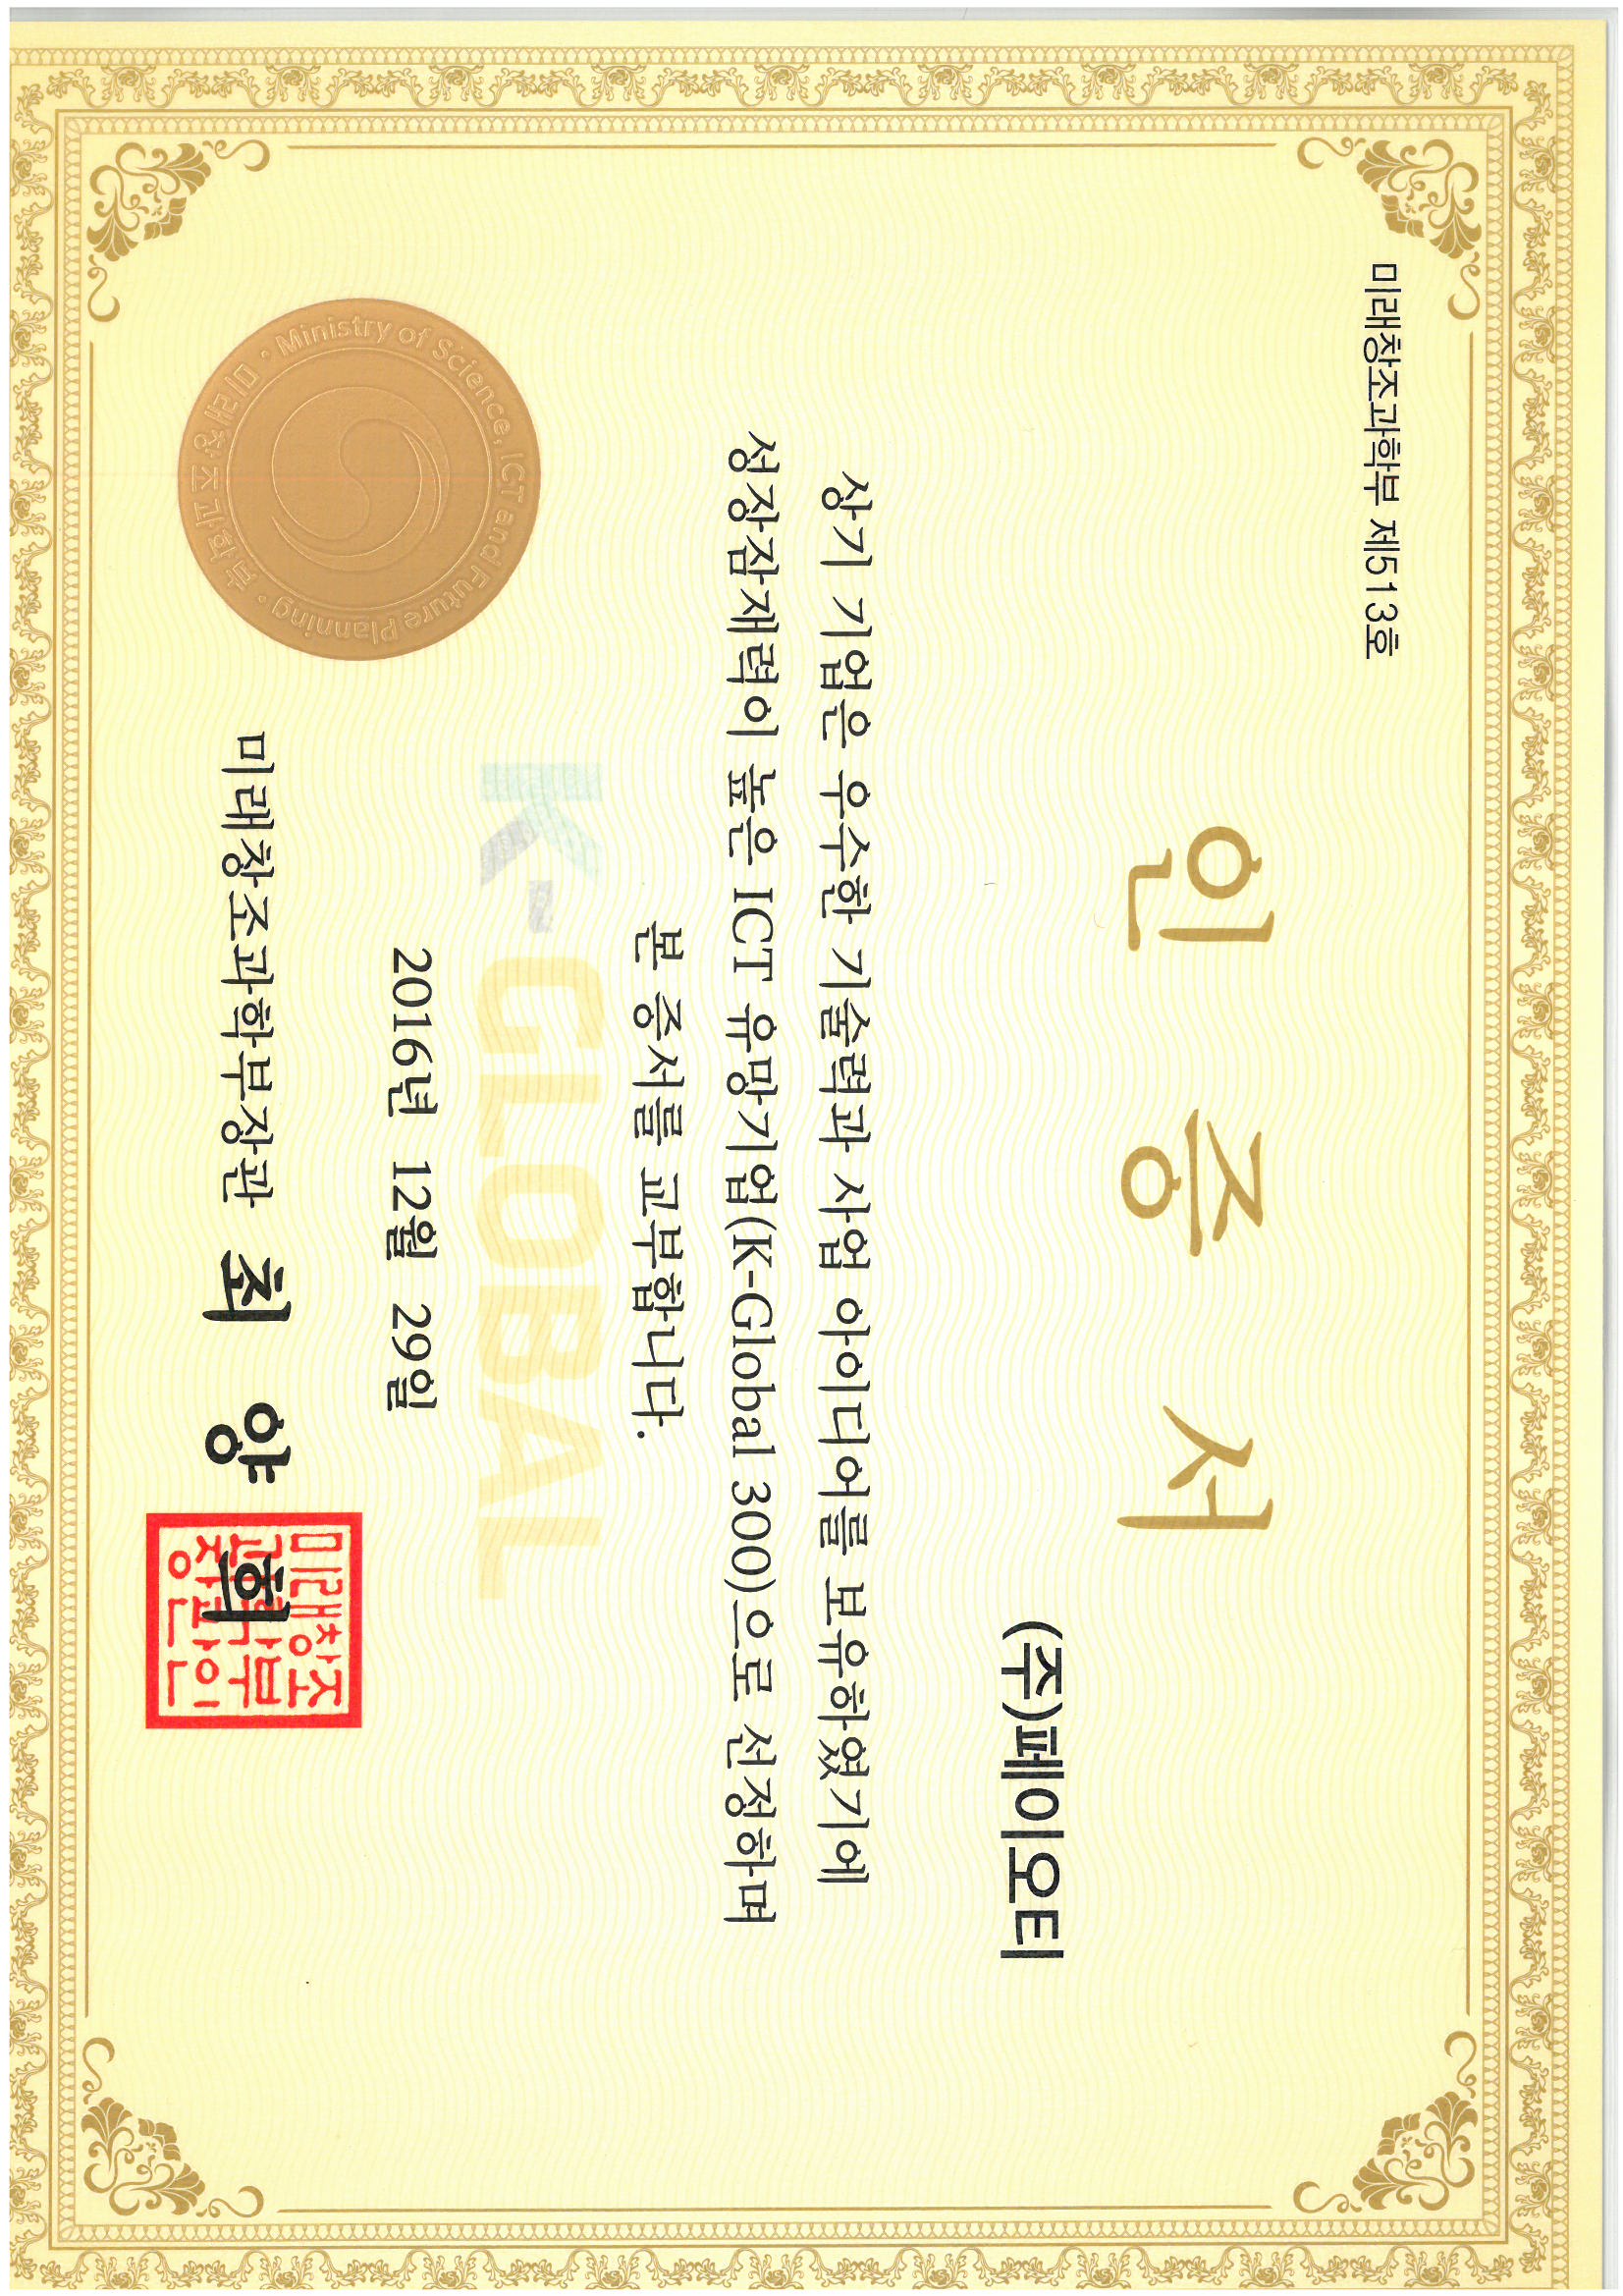 미래창조과학부 제513호
인 증 서
(주)페이오티
상기 기업은 우수한 기술력과 사업 아이디어를 보유하였기에
성장잠재력이 높은 ICT 유망기업(K-Global 300)으로 선정하며
본 증서를 교부합니다.
K-GLOBAL
2016년 12월 29일
미래창조과학부장관 최 양 희
미래창조
과학부
장관인
Ministry of Science, ICT and Future Planning
미래창조과학부